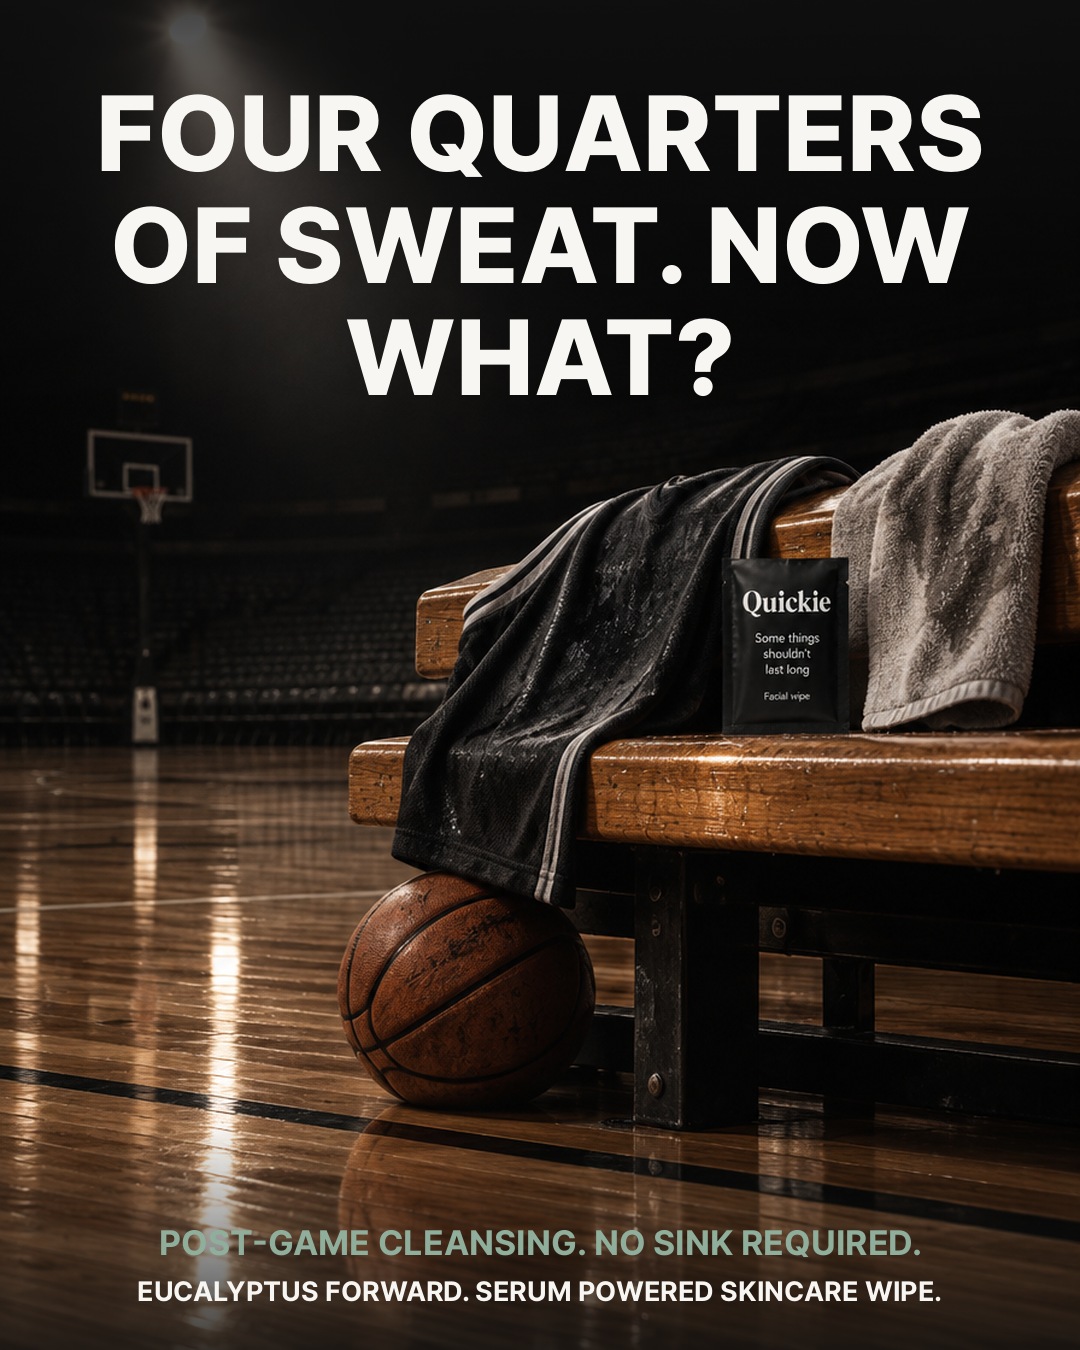 FOUR QUARTERS
OF SWEAT. NOW
WHAT?
Quickie
Some things
shouldn't
last long
Facial wipe
POST-GAME CLEANSING. NO SINK REQUIRED.
EUCALYPTUS FORWARD. SERUM POWERED SKINCARE WIPE.